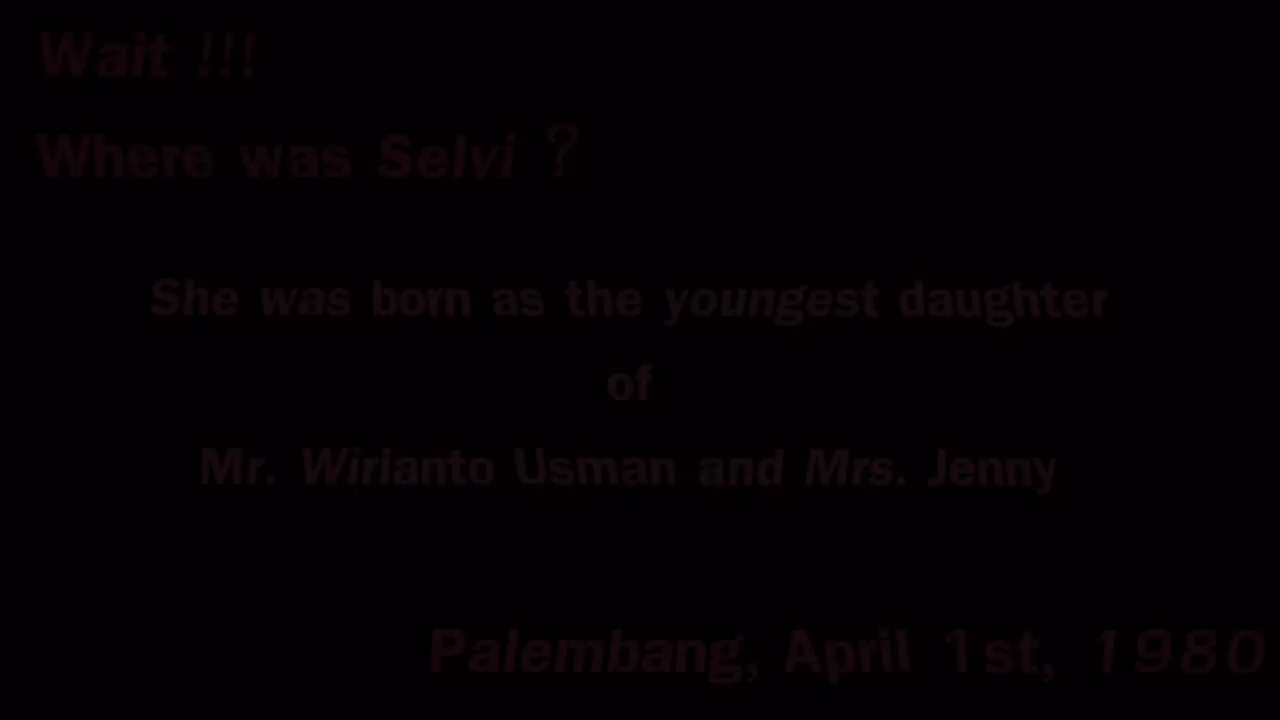 Wait !!!
Where was Selvi ?
She was born as the youngest daughter
of
Mr. Wirianto Usman and Mrs. Jenny
Palembang, April 1st, 1980